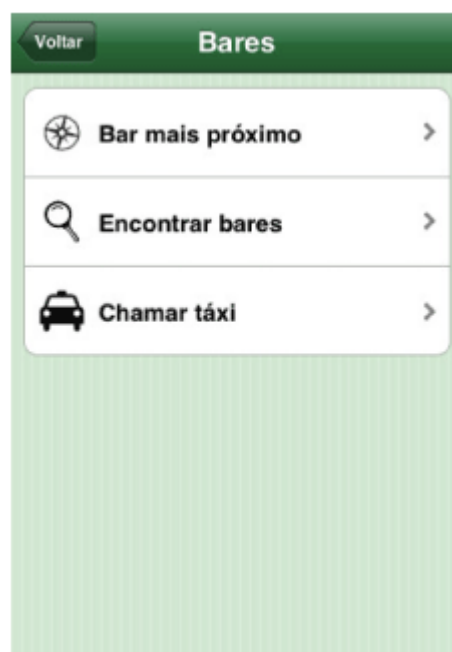 Voltar
Bares
Bar mais próximo
Encontrar bares
Chamar táxi